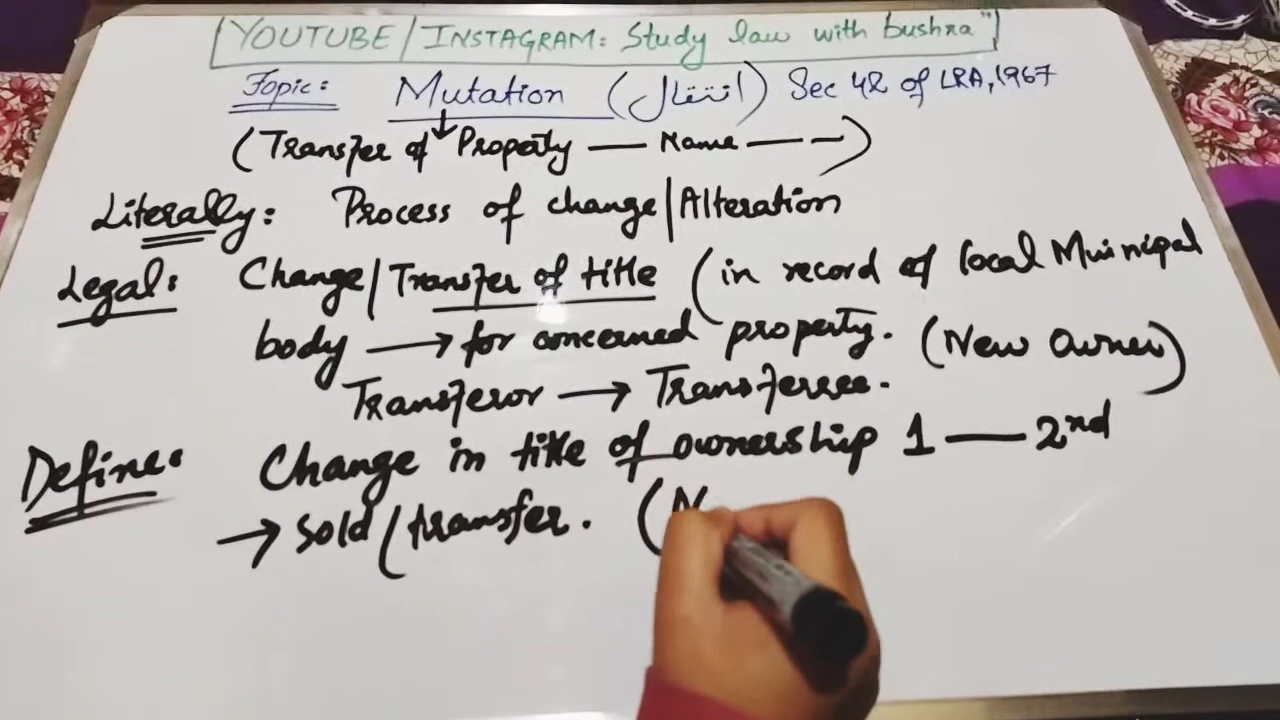 YOUTUBE/INSTAGRAM: Study law with bushra"
Topic: Mutation (انتقال) Sec 42 of LRA, 1967
(Transfer of Property — Name — —)
Literally: Process of change/Alteration
Legal: Change/Transfer of title (in record of local Muinicipal
body → for concerned property. (New Owner)
Transferor → Transferee.
Define: Change in title of ownership 1 — 2nd
→ sold/transfer. (N